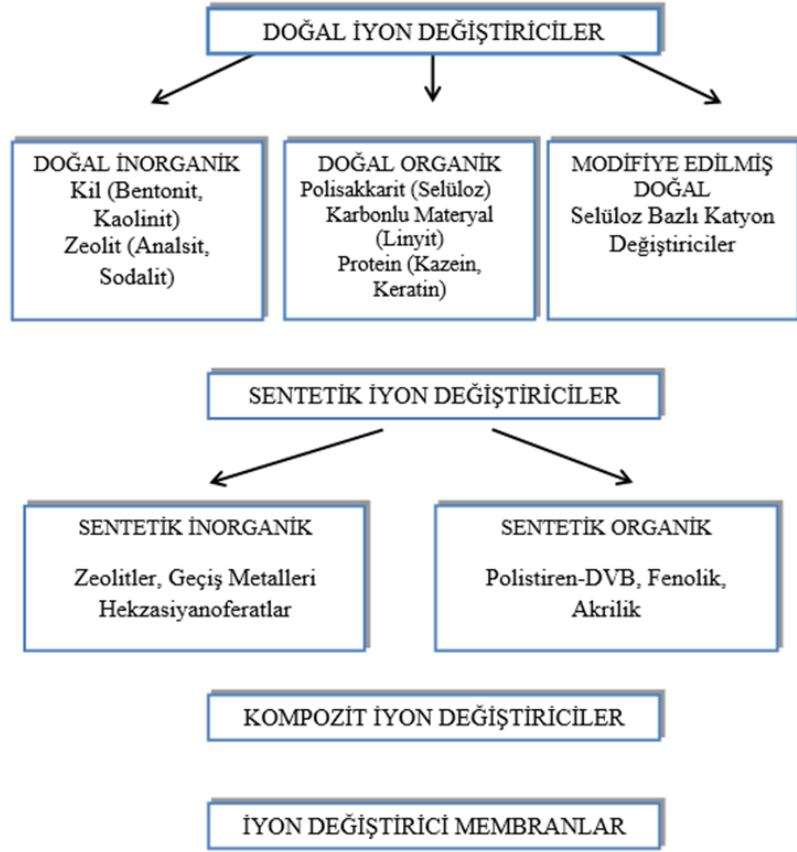 DOĞAL İYON DEĞİŞTİRİCİLER
DOĞAL İNORGANİK
Kil (Bentonit,
Kaolinit)
Zeolit (Analsit,
Sodalit)
DOĞAL ORGANİK
Polisakkarit (Selüloz)
Karbonlu Materyal
(Linyit)
Protein (Kazein,
Keratin)
MODİFİYE EDİLMİŞ
DOĞAL
Selüloz Bazlı Katyon
Değiştiriciler
SENTETİK İYON DEĞİŞTİRİCİLER
SENTETİK İNORGANİK
Zeolitler, Geçiş Metalleri
Hekzasiyanoferatlar
SENTETİK ORGANİK
Polistiren-DVB, Fenolik,
Akrilik
KOMPOZİT İYON DEĞİŞTİRİCİLER
İYON DEĞİŞTİRİCİ MEMBRANLAR